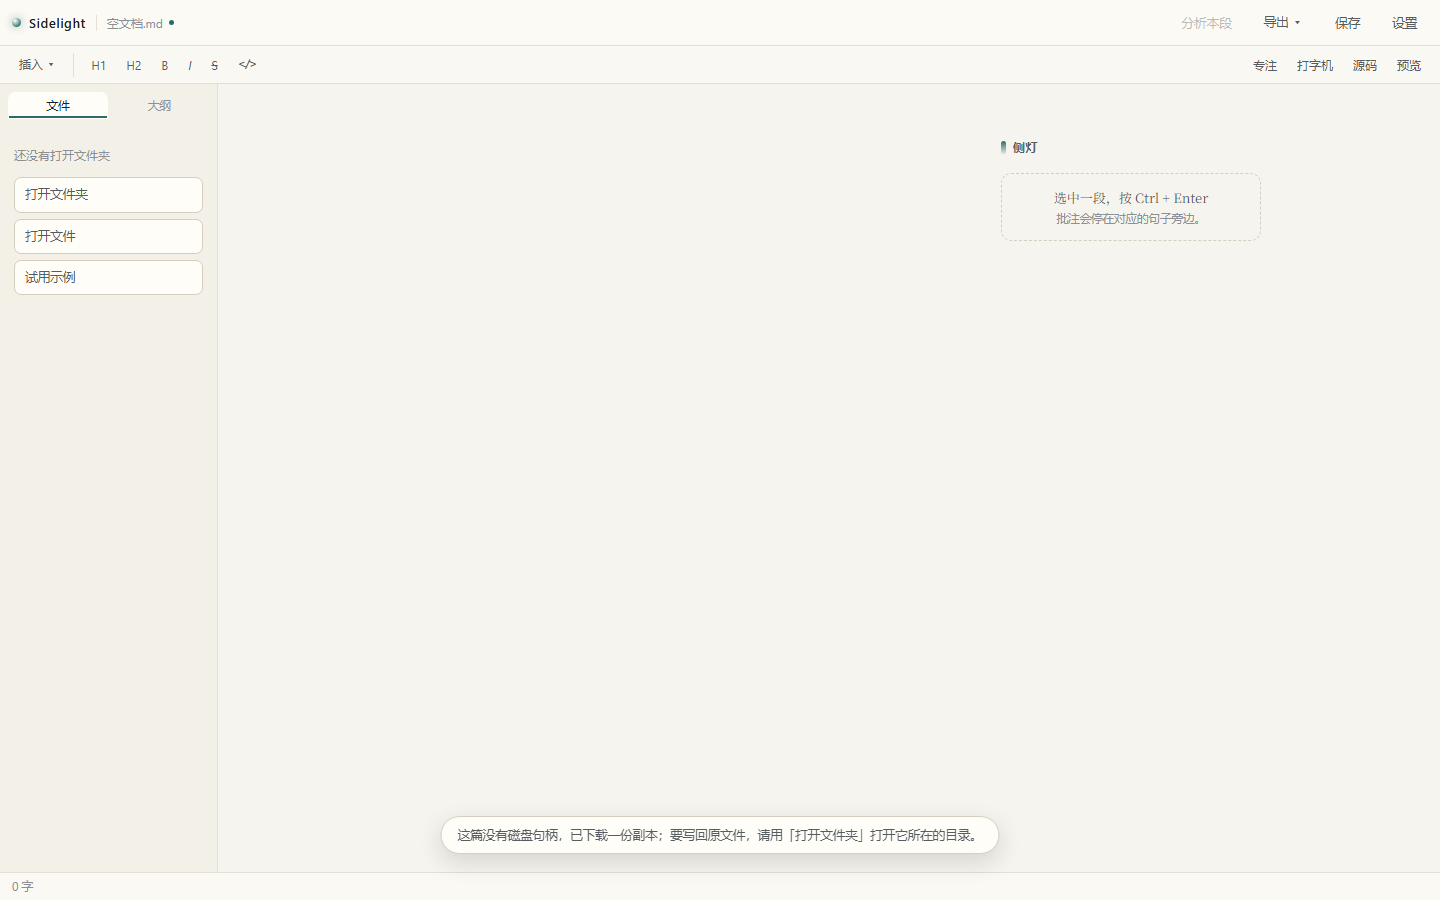 Sidelight 空文档.md 分析本段 导出 保存 设置
插入 H1 H2 B I S </> 专注 打字机 源码 预览
文件 大纲
还没有打开文件夹
打开文件夹
打开文件
试用示例
侧灯
选中一段，按 Ctrl + Enter
批注会停在对应的句子旁边。
这篇没有磁盘句柄，已下载一份副本；要写回原文件，请用「打开文件夹」打开它所在的目录。
0 字